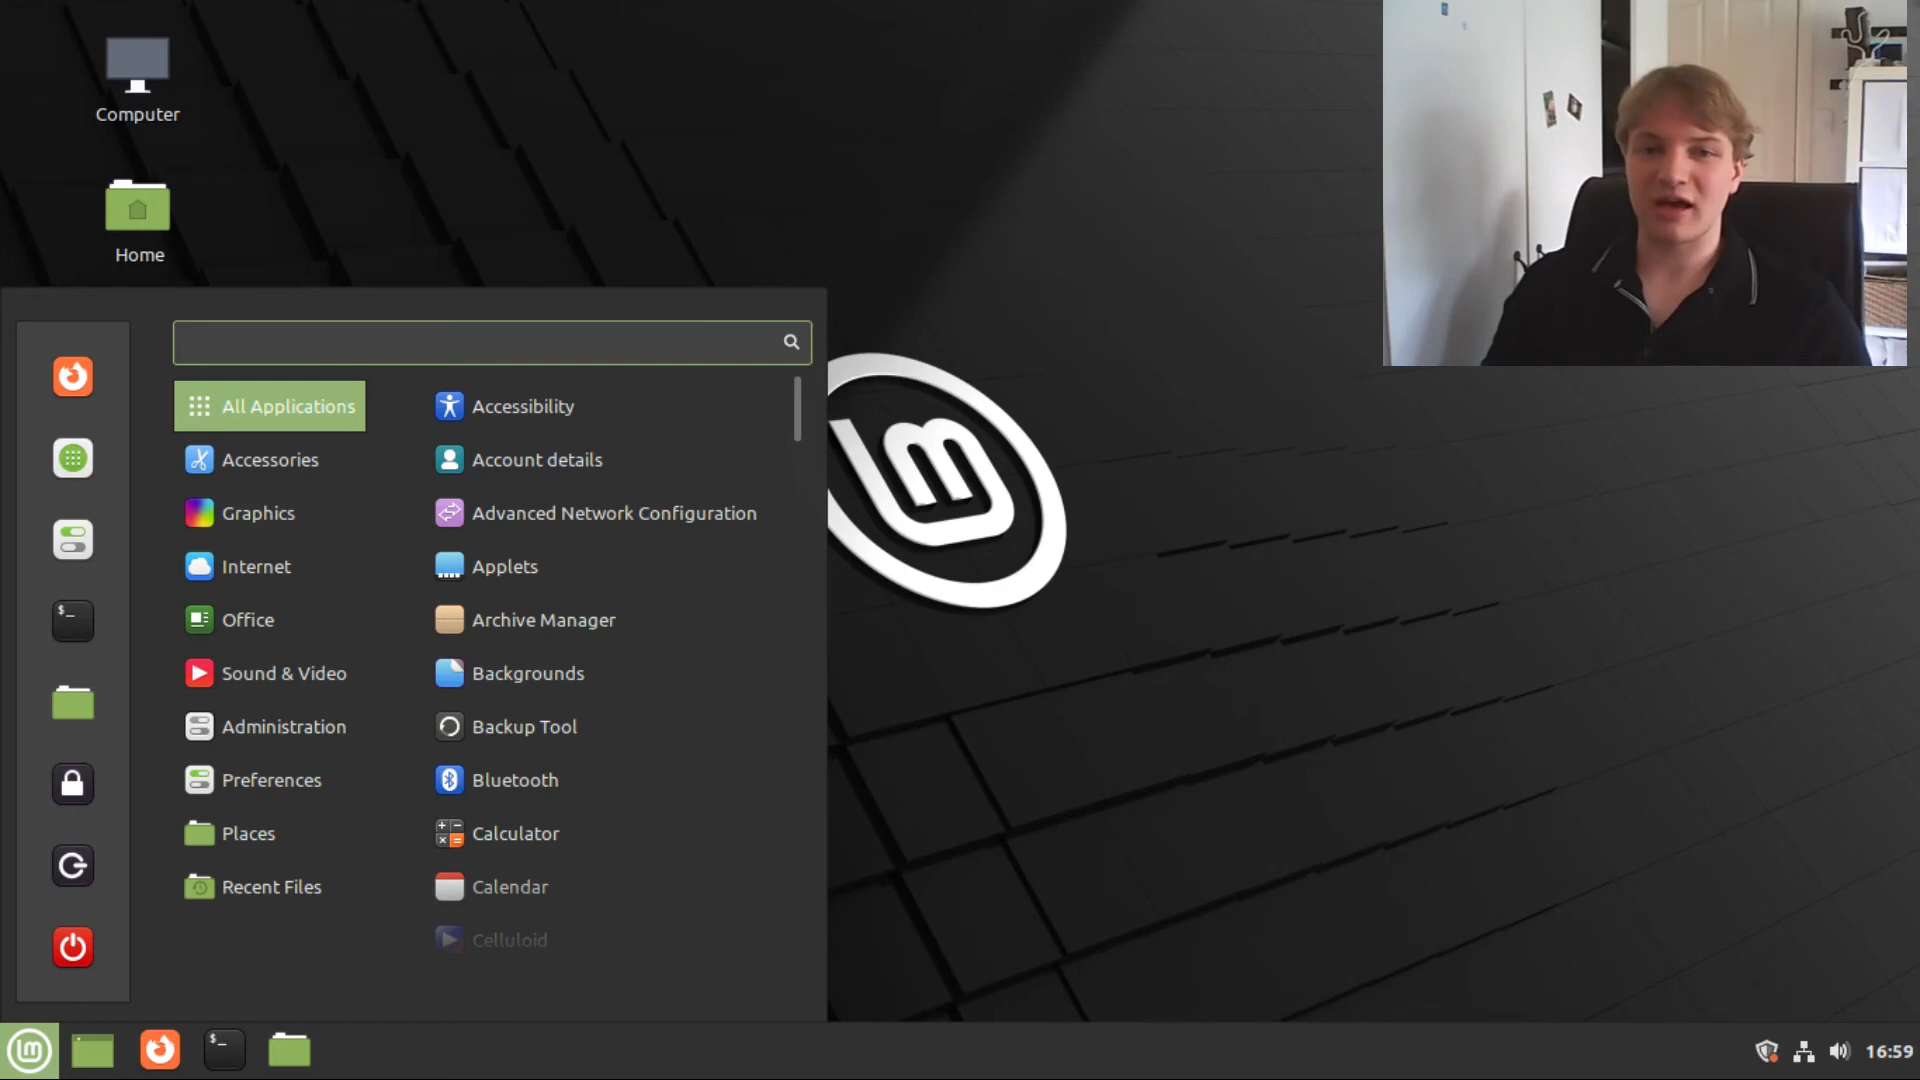 Computer
Home
All Applications
Accessories
Graphics
Internet
Office
Sound & Video
Administration
Preferences
Places
Recent Files
Accessibility
Account details
Advanced Network Configuration
Applets
Archive Manager
Backgrounds
Backup Tool
Bluetooth
Calculator
Calendar
Celluloid
$_
$_
16:59